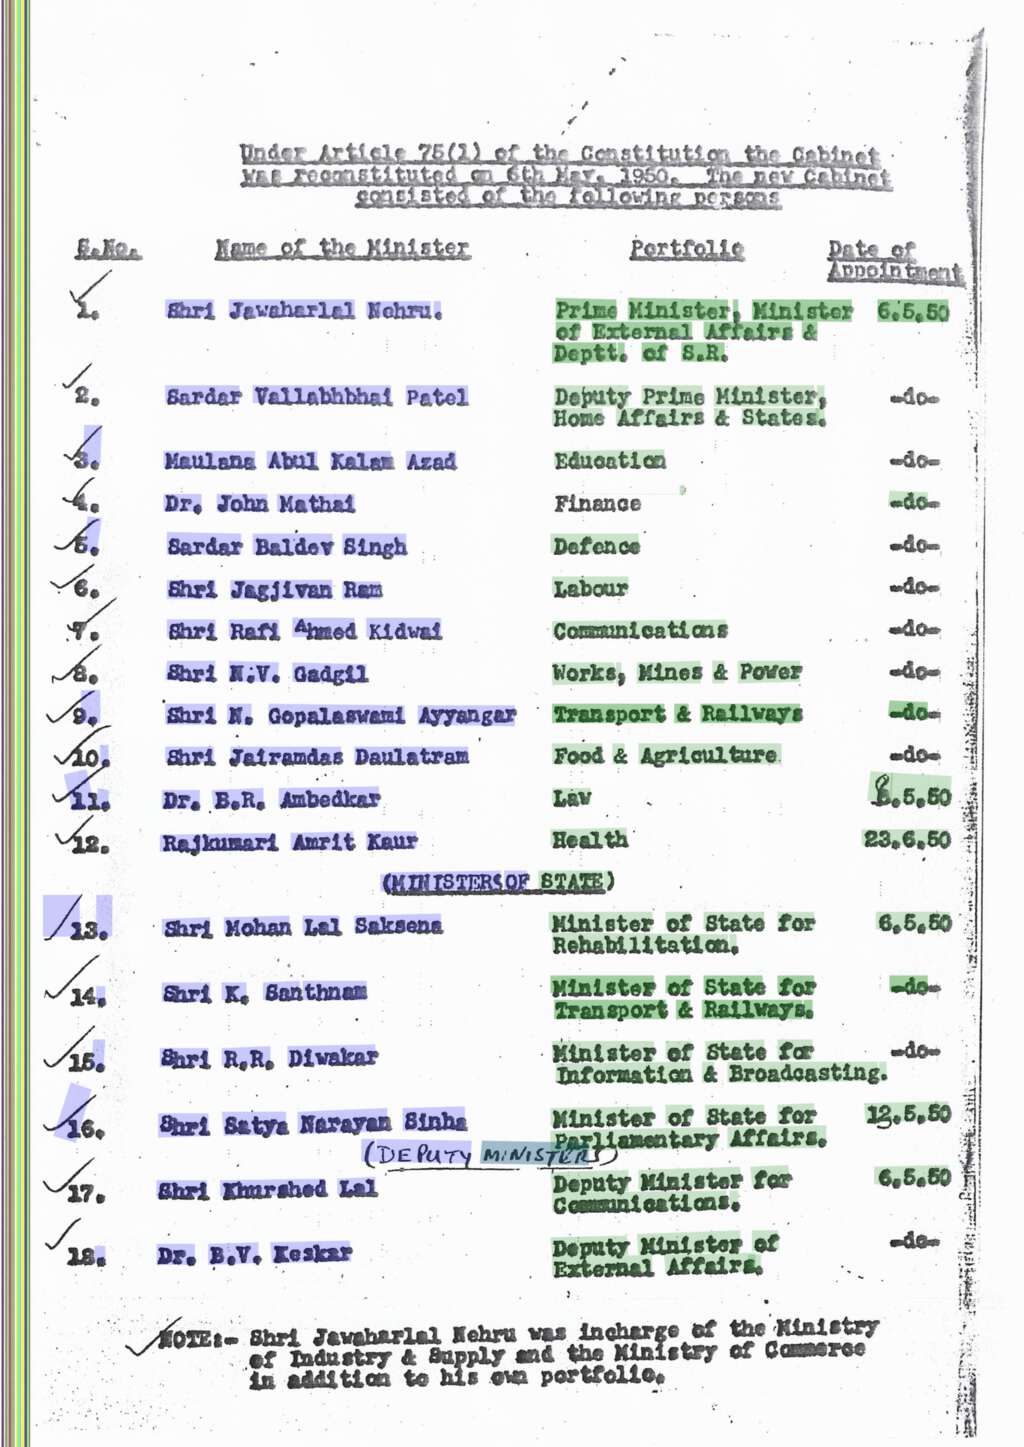 Under Article 75(1) of the Constitution the Cabinet
was reconstituted on 6th May, 1950. The new Cabinet
consisted of the following persons
S.No. Name of the Minister Portfolio Date of Appointment
1. Shri Jawaharlal Nehru. Prime Minister, Minister 6.5.50
of External Affairs &
Deptt. of S.R.
2. Sardar Vallabhbhai Patel Deputy Prime Minister, -do-
Home Affairs & States.
3. Maulana Abul Kalam Azad Education -do-
4. Dr. John Mathai Finance -do-
5. Sardar Baldev Singh Defence -do-
6. Shri Jagjivan Ram Labour -do-
7. Shri Rafi Ahmed Kidwai Communications -do-
8. Shri N.V. Gadgil Works, Mines & Power -do-
9. Shri N. Gopalaswami Ayyangar Transport & Railways -do-
10. Shri Jairamdas Daulatram Food & Agriculture -do-
11. Dr. B.R. Ambedkar Law 8.5.50
12. Rajkumari Amrit Kaur Health 23.6.50
(MINISTERS OF STATE)
13. Shri Mohan Lal Saksena Minister of State for 6.5.50
Rehabilitation.
14. Shri K. Santhnam Minister of State for -do-
Transport & Railways.
15. Shri R.R. Diwakar Minister of State for -do-
Information & Broadcasting.
16. Shri Satya Narayan Sinha Minister of State for 13.5.50
Parliamentary Affairs.
(DEPUTY MINISTERS)
17. Shri Khurshed Lal Deputy Minister for 6.5.50
Communications.
18. Dr. B.V. Keskar Deputy Minister of -do-
External Affairs.
NOTE:- Shri Jawaharlal Nehru was incharge of the Ministry
of Industry & Supply and the Ministry of Commerce
in addition to his own portfolio.